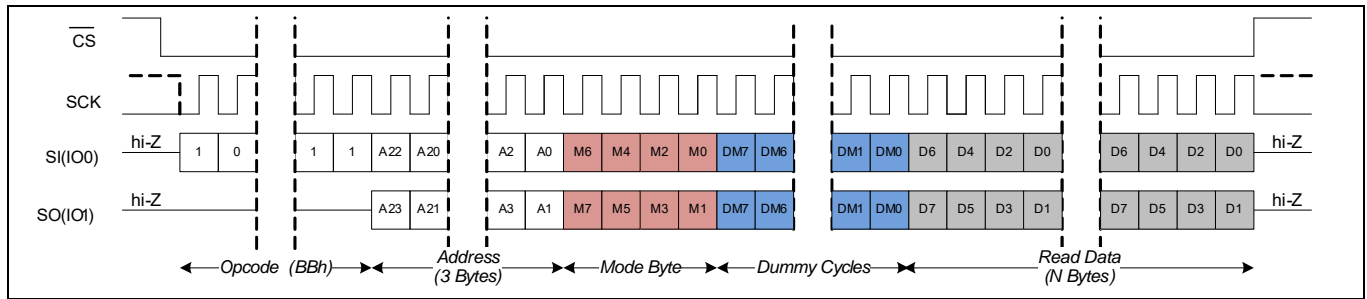 CS
SCK
hi-Z 1 0 1 1 A22 A20 A2 A0 M6 M4 M2 M0 DM7 DM6 DM1 DM0 D6 D4 D2 D0 D6 D4 D2 D0 hi-Z
SI(IO0)
hi-Z A23 A21 A3 A1 M7 M5 M3 M1 DM7 DM6 DM1 DM0 D7 D5 D3 D1 D7 D5 D3 D1 hi-Z
SO(IO1)
Opcode (BBh) Address Mode Byte Dummy Cycles Read Data
(3 Bytes) (N Bytes)